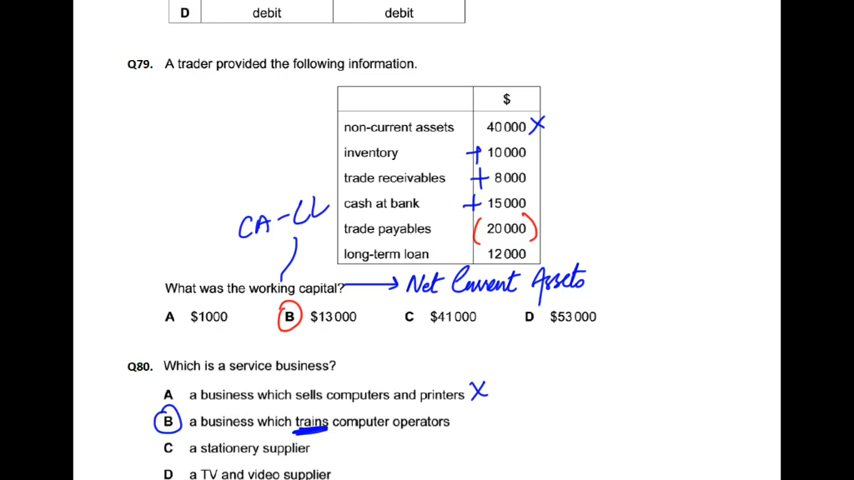 D debit debit
Q79. A trader provided the following information.
$
non-current assets 40 000 X
inventory + 10 000
trade receivables + 8 000
cash at bank + 15 000
CA - CL
trade payables (20 000)
long-term loan 12 000
What was the working capital? → Net Current Assets
A $1000 B $13 000 C $41 000 D $53 000
Q80. Which is a service business?
A a business which sells computers and printers X
B a business which trains computer operators
C a stationery supplier
D a TV and video supplier